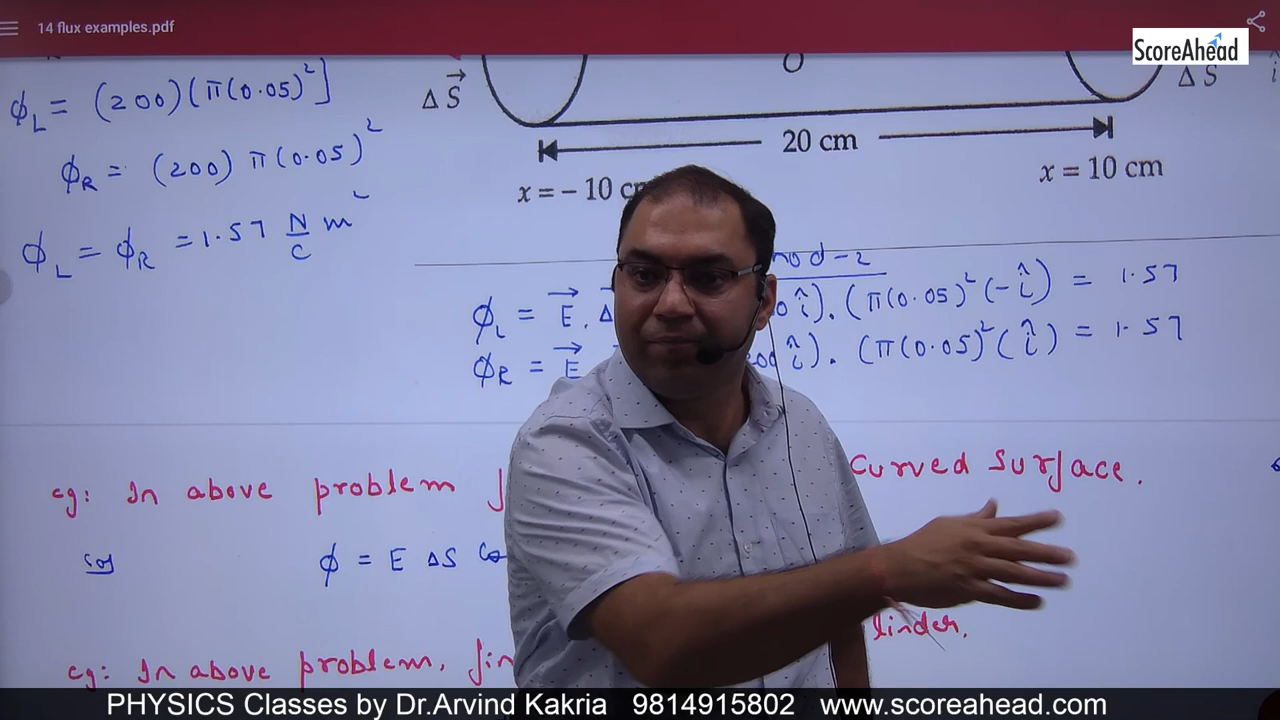 14 flux examples.pdf
ScoreAhead
ϕL = (200)(π(0.05)²]
ΔS⃗
O
ΔS
î
20 cm
ϕR = (200) π(0.05)²
x = – 10
x = 10 cm
ϕL = ϕR = 1.57 N/C m²
ϕL = E⃗. Δ î). (π(0.05)²(-î) = 1.57
ϕR = E⃗ î). (π(0.05)²(î) = 1.57
eg: In above problem curved surface.
Sol ϕ = E ΔS
eg: In above problem,
PHYSICS Classes by Dr.Arvind Kakria 9814915802 www.scoreahead.com